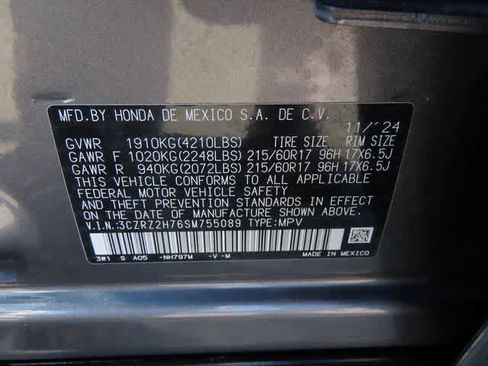 MFD.BY HONDA DE MEXICO S.A. DE C.V.
11/24
GVWR 1910KG(4210LBS) TIRE SIZE RIM SIZE
GAWR F 1020KG(2248LBS) 215/60R17 96H 17X6.5J
GAWR R 940KG(2072LBS) 215/60R17 96H 17X6.5J
THIS VEHICLE CONFORMS TO ALL APPLICABLE
FEDERAL MOTOR VEHICLE SAFETY
AND THEFT PREVENTION STANDARDS IN EFFECT
ON THE DATE OF MANUFACTURE SHOWN ABOVE.
V.I.N.:3CZRZ2H76SM755089 TYPE:MPV
3W1 S A05 -NH797M -V -M
MADE IN MEXICO